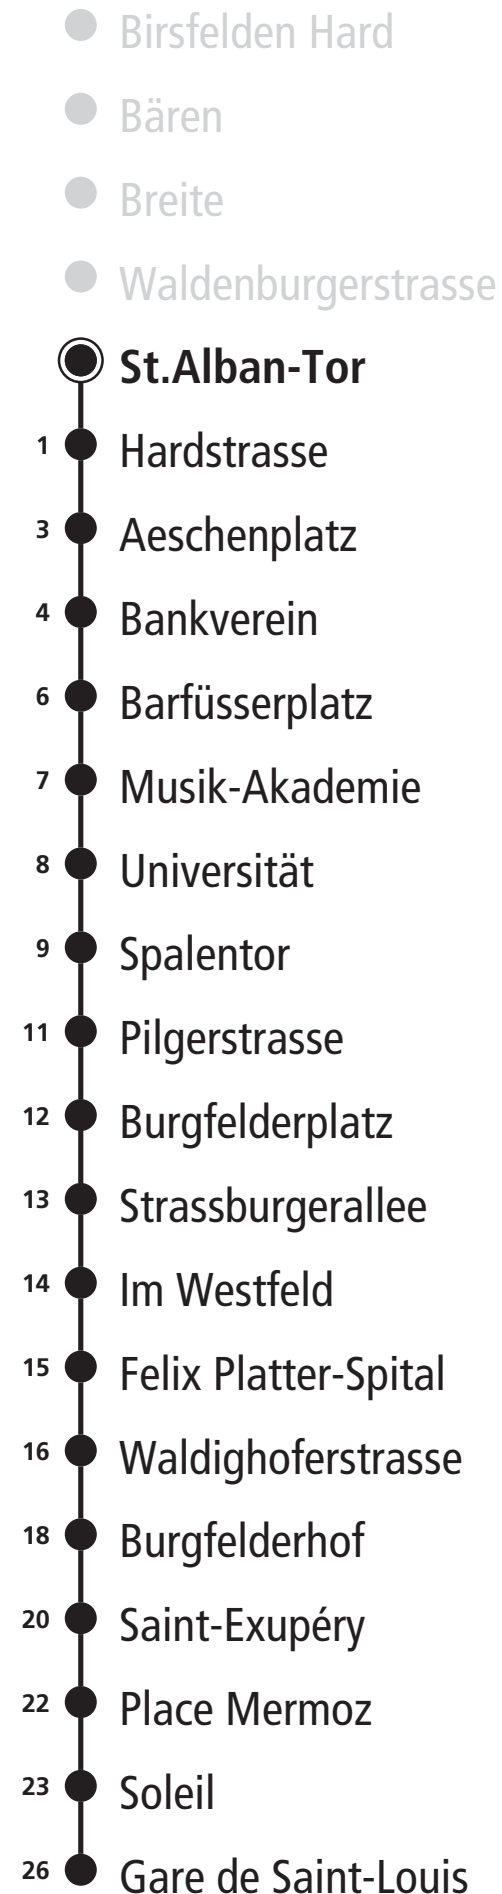 Birsfelden Hard
Bären
Breite
Waldenburgerstrasse
St.Alban-Tor
1 Hardstrasse
3 Aeschenplatz
4 Bankverein
6 Barfüsserplatz
7 Musik-Akademie
8 Universität
9 Spalentor
11 Pilgerstrasse
12 Burgfelderplatz
13 Strassburgerallee
14 Im Westfeld
15 Felix Platter-Spital
16 Waldighoferstrasse
18 Burgfelderhof
20 Saint-Exupéry
22 Place Mermoz
23 Soleil
26 Gare de Saint-Louis